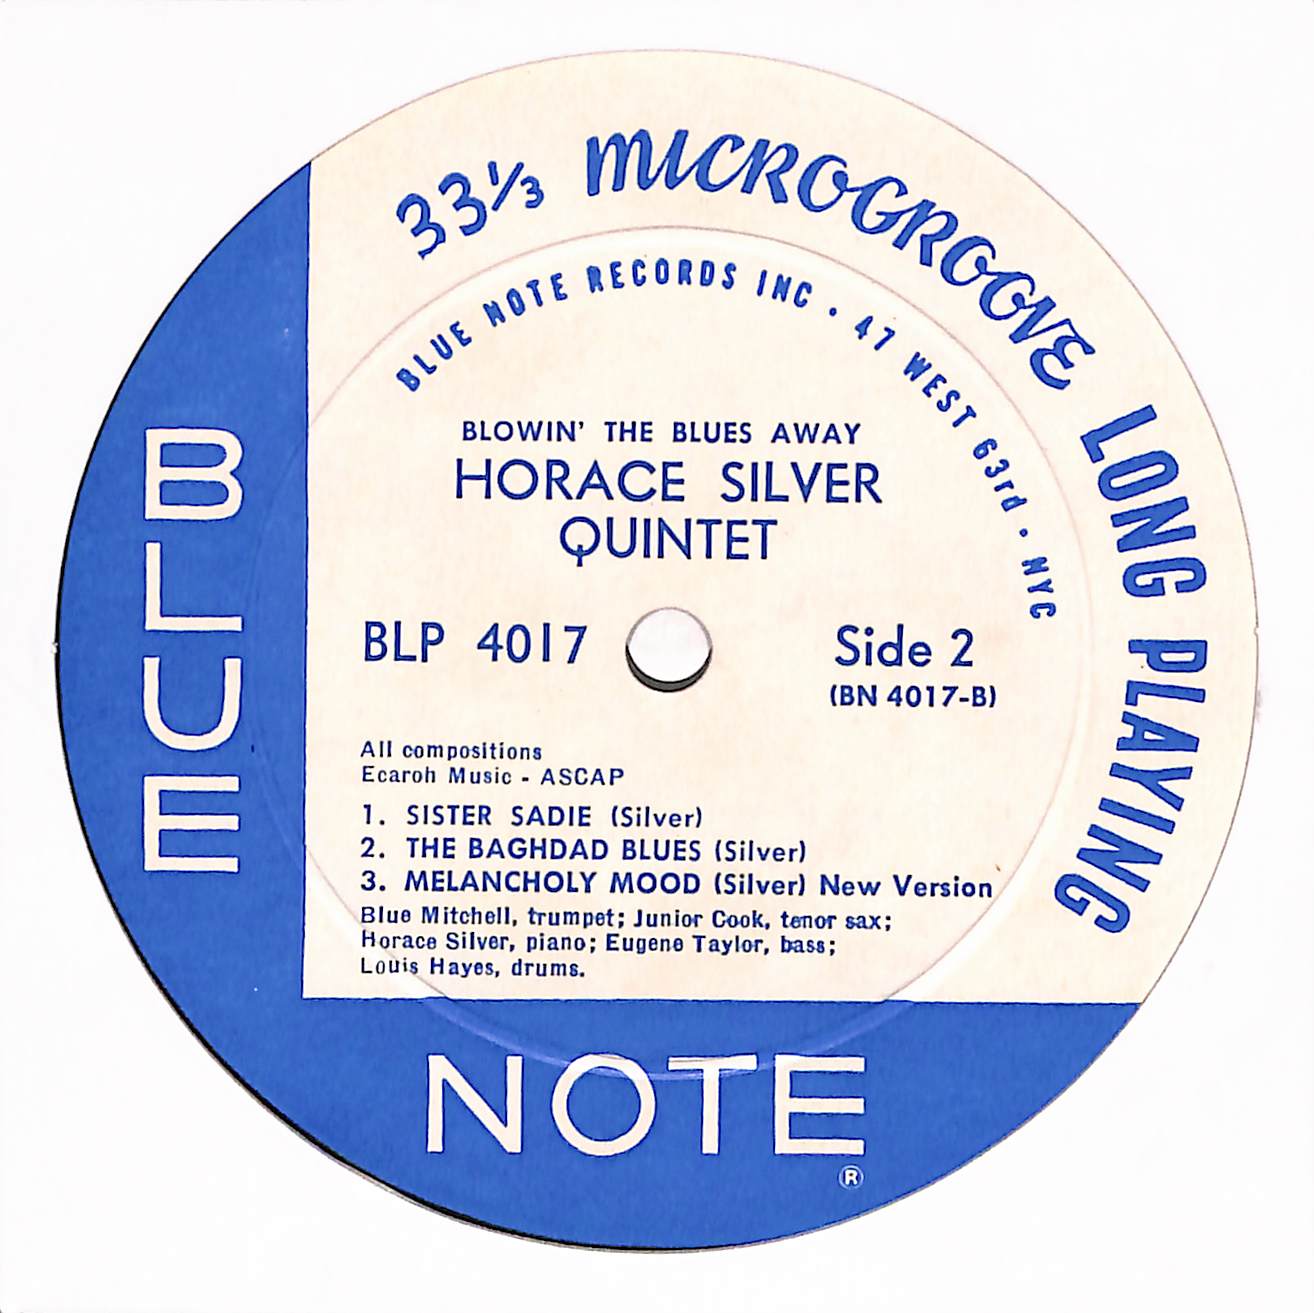 33⅓ MICROGROOVE LONG PLAYING
BLUE NOTE RECORDS INC · 47 WEST 63rd · NYC
BLOWIN' THE BLUES AWAY
HORACE SILVER
QUINTET
BLP 4017
Side 2
(BN 4017-B)
All compositions
Ecaroh Music - ASCAP
1. SISTER SADIE (Silver)
2. THE BAGHDAD BLUES (Silver)
3. MELANCHOLY MOOD (Silver) New Version
Blue Mitchell, trumpet; Junior Cook, tenor sax;
Horace Silver, piano; Eugene Taylor, bass;
Louis Hayes, drums.
BLUE
NOTE
®